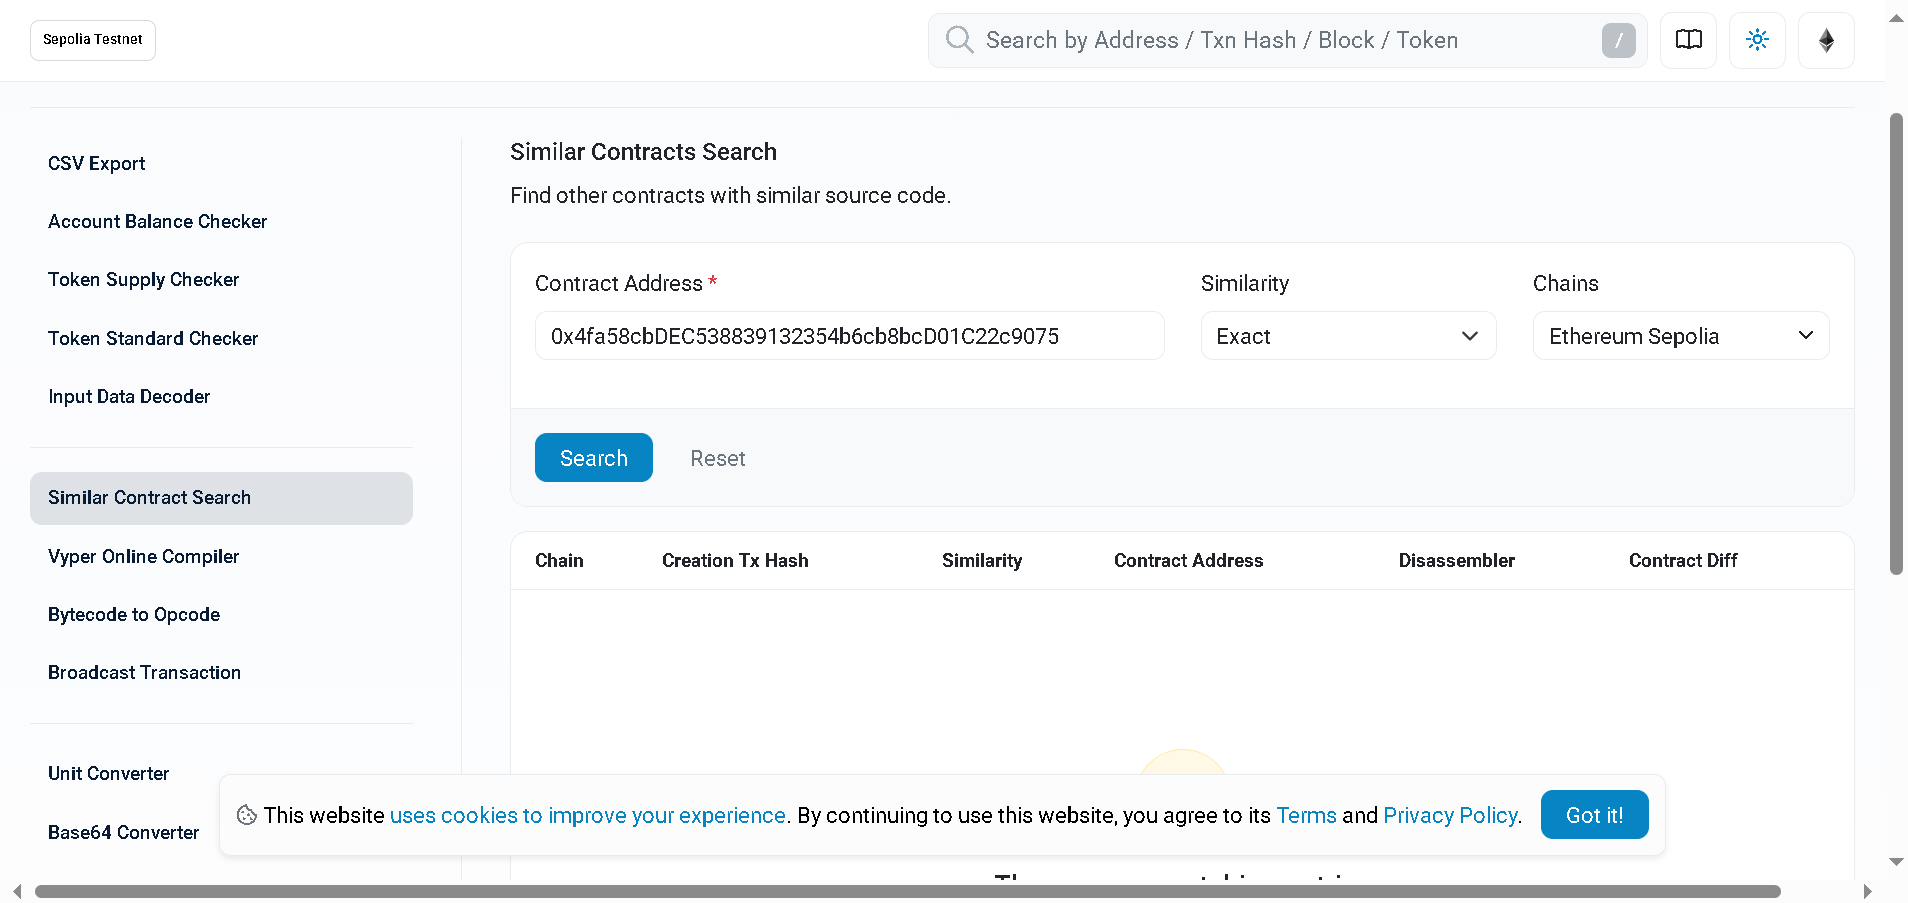 Sepolia Testnet
Search by Address / Txn Hash / Block / Token
/
CSV Export
Account Balance Checker
Token Supply Checker
Token Standard Checker
Input Data Decoder
Similar Contract Search
Vyper Online Compiler
Bytecode to Opcode
Broadcast Transaction
Unit Converter
Base64 Converter
Similar Contracts Search
Find other contracts with similar source code.
Contract Address *
Similarity
Chains
0x4fa58cbDEC538839132354b6cb8bcD01C22c9075
Exact
Ethereum Sepolia
Search
Reset
Chain Creation Tx Hash Similarity Contract Address Disassembler Contract Diff
This website uses cookies to improve your experience. By continuing to use this website, you agree to its Terms and Privacy Policy.
Got it!